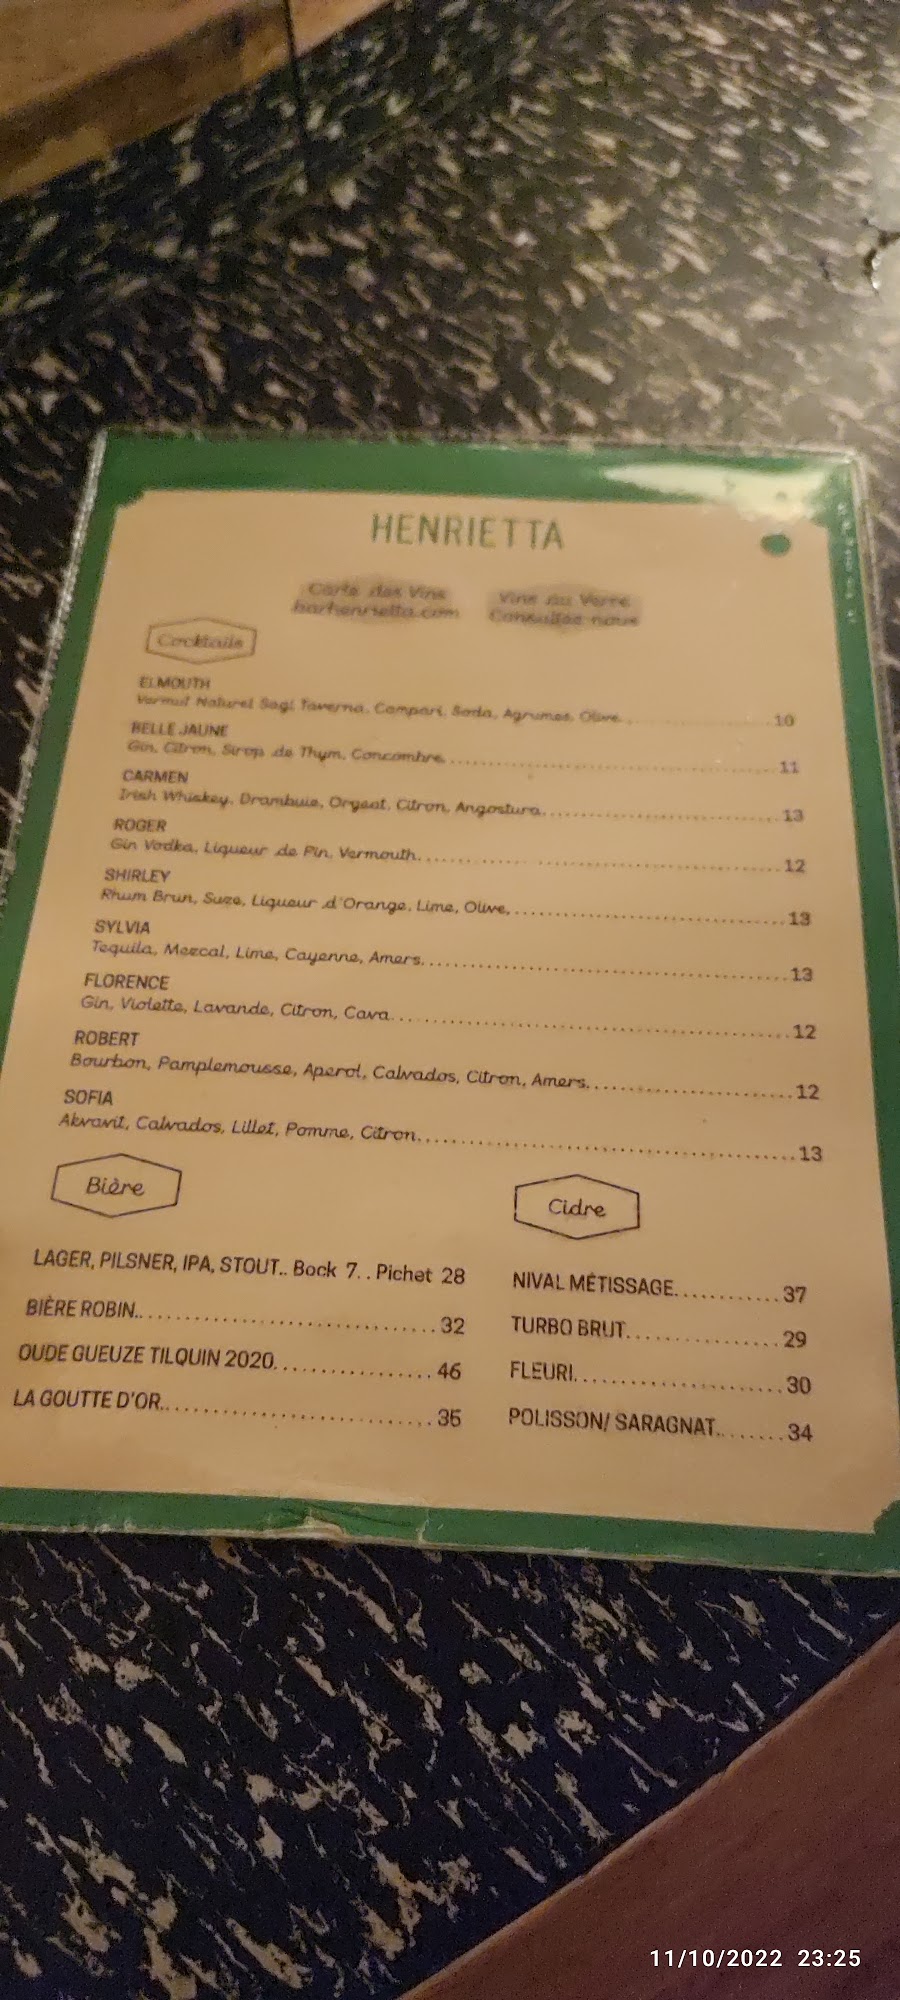 HENRIETTA
Carte des Vins
barhenrietta.com
Vins au Verre
Consultez-nous
Cocktails
ELMOUTH
Vermut Naturel Sagi Taverna, Campari, Soda, Agrumes, Olive. 10
BELLE JAUNE
Gin, Citron, Sirop de Thym, Concombre. 11
CARMEN
Irish Whiskey, Drambuie, Orgeat, Citron, Angostura. 13
ROGER
Gin Vodka, Liqueur de Pin, Vermouth. 12
SHIRLEY
Rhum Brun, Suze, Liqueur d'Orange, Lime, Olive, 13
SYLVIA
Tequila, Mezcal, Lime, Cayenne, Amers. 13
FLORENCE
Gin, Violette, Lavande, Citron, Cava. 12
ROBERT
Bourbon, Pamplemousse, Aperol, Calvados, Citron, Amers. 12
SOFIA
Akvavit, Calvados, Lillet, Pomme, Citron. 13
Bière
LAGER, PILSNER, IPA, STOUT.. Bock 7. . Pichet 28
BIÈRE ROBIN. 32
OUDE GUEUZE TILQUIN 2020. 46
LA GOUTTE D'OR. 35
Cidre
NIVAL MÉTISSAGE. 37
TURBO BRUT. 29
FLEURI. 30
POLISSON/ SARAGNAT. 34
11/10/2022 23:25